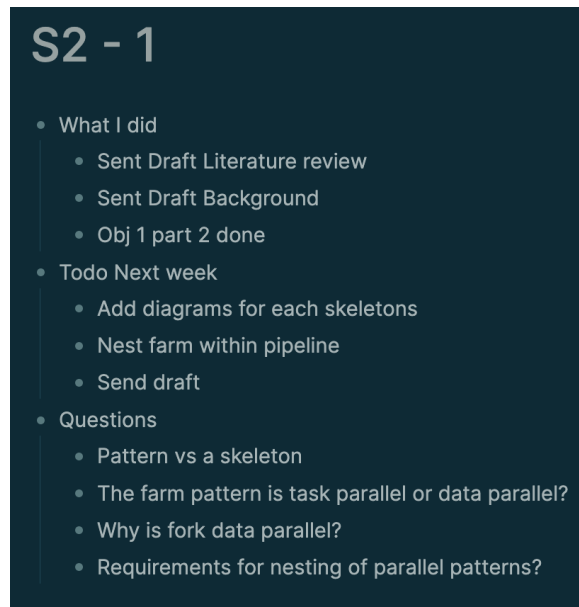 S2 - 1
What I did
Sent Draft Literature review
Sent Draft Background
Obj 1 part 2 done
Todo Next week
Add diagrams for each skeletons
Nest farm within pipeline
Send draft
Questions
Pattern vs a skeleton
The farm pattern is task parallel or data parallel?
Why is fork data parallel?
Requirements for nesting of parallel patterns?